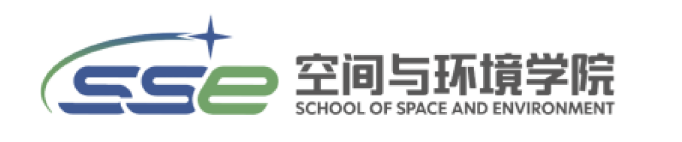 sse
空间与环境学院
SCHOOL OF SPACE AND ENVIRONMENT